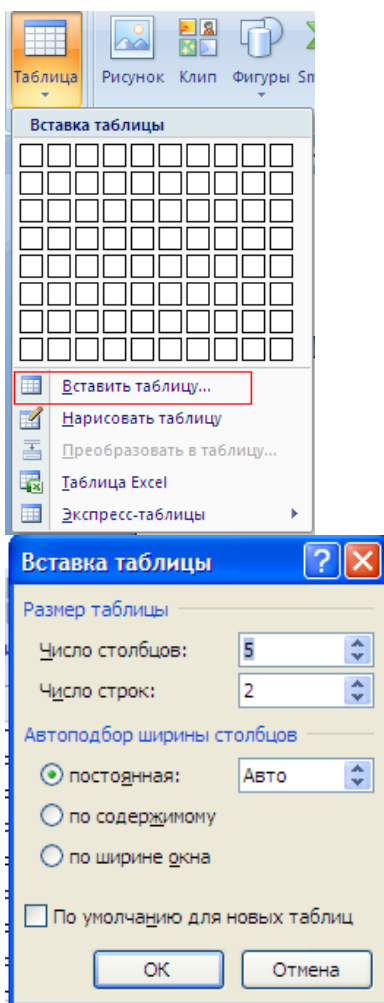 Таблица Рисунок Клип Фигуры Sm
Вставка таблицы
Вставить таблицу...
Нарисовать таблицу
Преобразовать в таблицу...
Таблица Excel
Экспресс-таблицы
Вставка таблицы
Размер таблицы
Число столбцов: 5
Число строк: 2
Автоподбор ширины столбцов
постоянная: Авто
по содержимому
по ширине окна
По умолчанию для новых таблиц
ОК Отмена